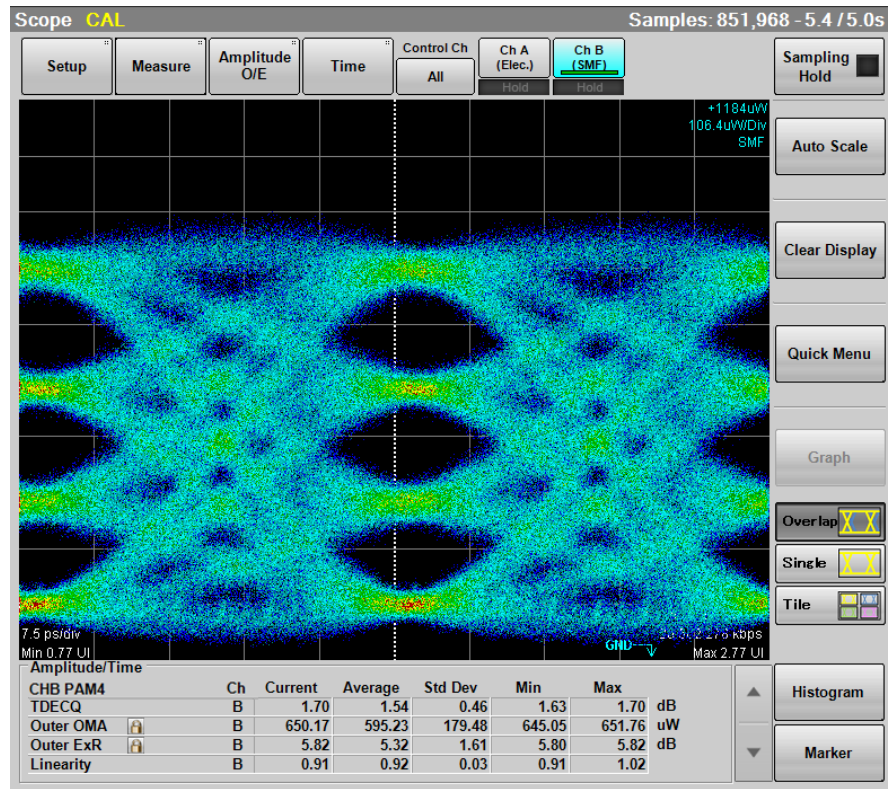 Scope CAL Samples: 851,968 - 5.4 / 5.0s
Setup Measure Amplitude O/E Time Control Ch All Ch A (Elec.) Hold Ch B (SMF) Hold
Sampling Hold
+1184uW
106.4uW/Div
SMF
Auto Scale
Clear Display
Quick Menu
Graph
Overlap
Single
Tile
7.5 ps/div kbps
GND
Min 0.77 UI Max 2.77 UI
Amplitude/Time
CHB PAM4 Ch Current Average Std Dev Min Max
TDECQ B 1.70 1.54 0.46 1.63 1.70 dB
Outer OMA B 650.17 595.23 179.48 645.05 651.76 uW
Outer ExR B 5.82 5.32 1.61 5.80 5.82 dB
Linearity B 0.91 0.92 0.03 0.91 1.02
Histogram
Marker